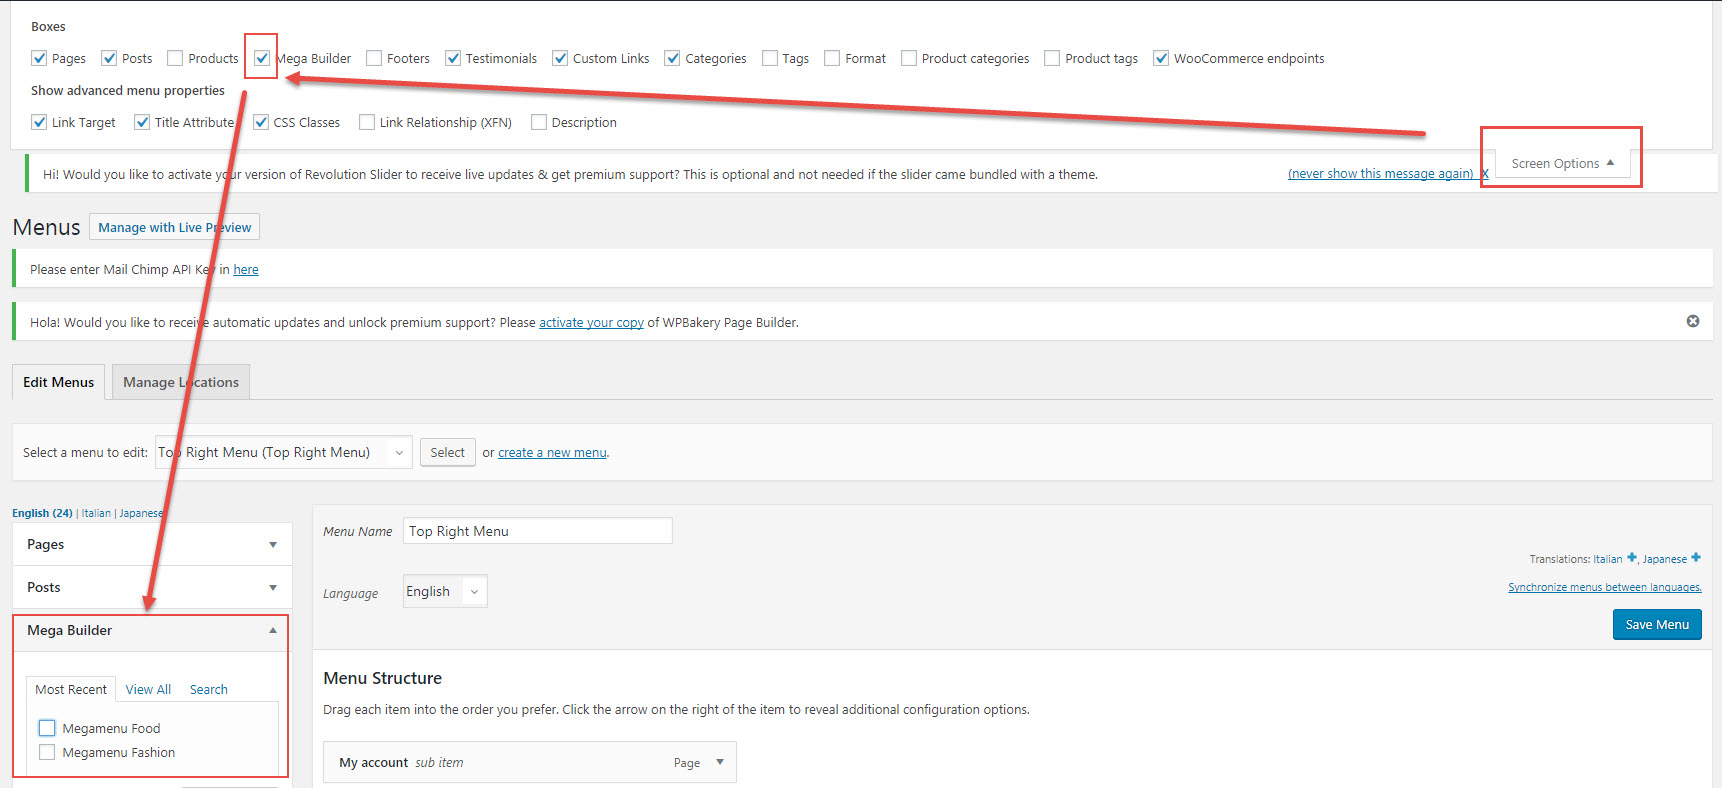 Boxes
Pages Posts Products Mega Builder Footers Testimonials Custom Links Categories Tags Format Product categories Product tags WooCommerce endpoints
Show advanced menu properties
Link Target Title Attribute CSS Classes Link Relationship (XFN) Description
Screen Options
Hi! Would you like to activate your version of Revolution Slider to receive live updates & get premium support? This is optional and not needed if the slider came bundled with a theme. (never show this message again) X
Menus Manage with Live Preview
Please enter Mail Chimp API Key in here
Hola! Would you like to receive automatic updates and unlock premium support? Please activate your copy of WPBakery Page Builder.
Edit Menus Manage Locations
Select a menu to edit: Top Right Menu (Top Right Menu) Select or create a new menu.
English (24) | Italian | Japanese
Pages
Posts
Mega Builder
Most Recent View All Search
Megamenu Food
Megamenu Fashion
Menu Name Top Right Menu
Translations: Italian +, Japanese +
Language English
Synchronize menus between languages.
Save Menu
Menu Structure
Drag each item into the order you prefer. Click the arrow on the right of the item to reveal additional configuration options.
My account sub item Page